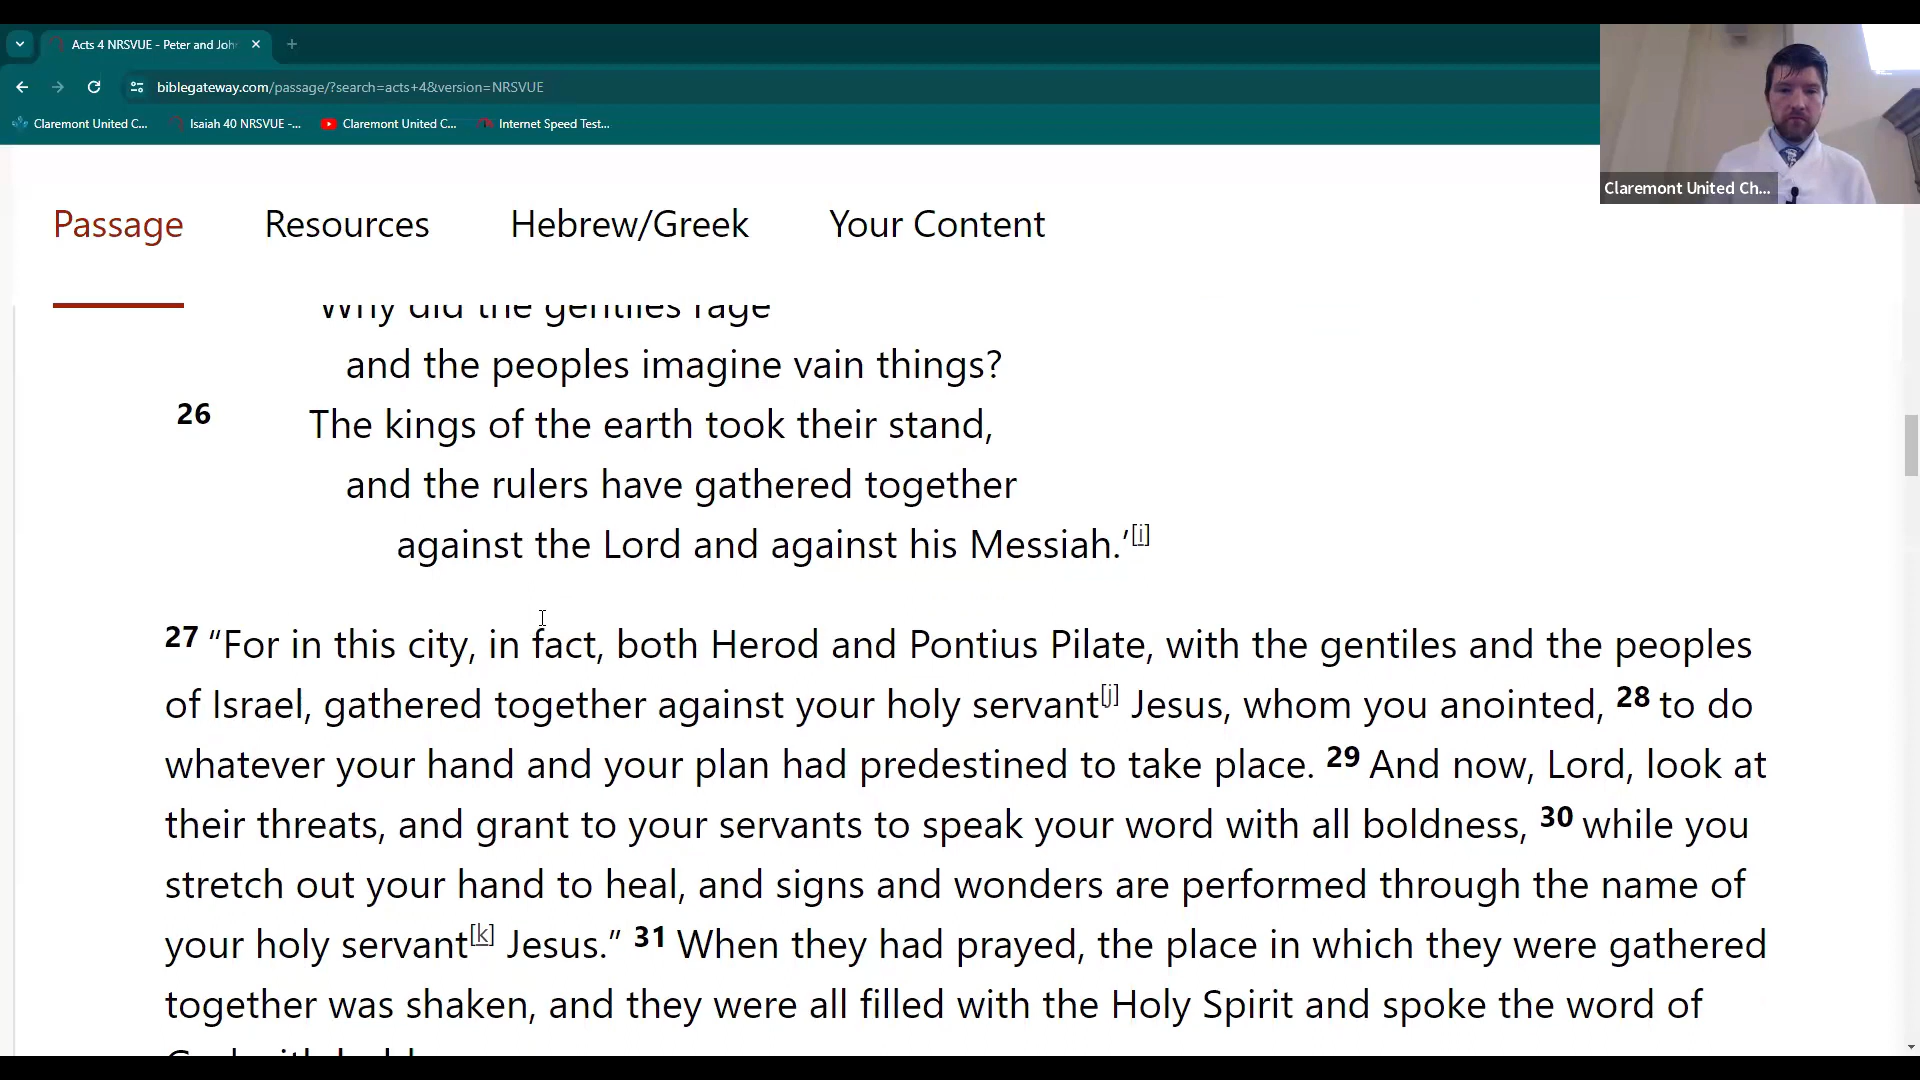 Acts 4 NRSVUE - Peter and Joh
biblegateway.com/passage/?search=acts+4&version=NRSVUE
Claremont United C... Isaiah 40 NRSVUE -... Claremont United C... Internet Speed Test...
Claremont United Ch...
Passage Resources Hebrew/Greek Your Content
Why did the gentiles rage
and the peoples imagine vain things?
26 The kings of the earth took their stand,
and the rulers have gathered together
against the Lord and against his Messiah.’[i]
27 “For in this city, in fact, both Herod and Pontius Pilate, with the gentiles and the peoples
of Israel, gathered together against your holy servant[j] Jesus, whom you anointed, 28 to do
whatever your hand and your plan had predestined to take place. 29 And now, Lord, look at
their threats, and grant to your servants to speak your word with all boldness, 30 while you
stretch out your hand to heal, and signs and wonders are performed through the name of
your holy servant[k] Jesus.” 31 When they had prayed, the place in which they were gathered
together was shaken, and they were all filled with the Holy Spirit and spoke the word of